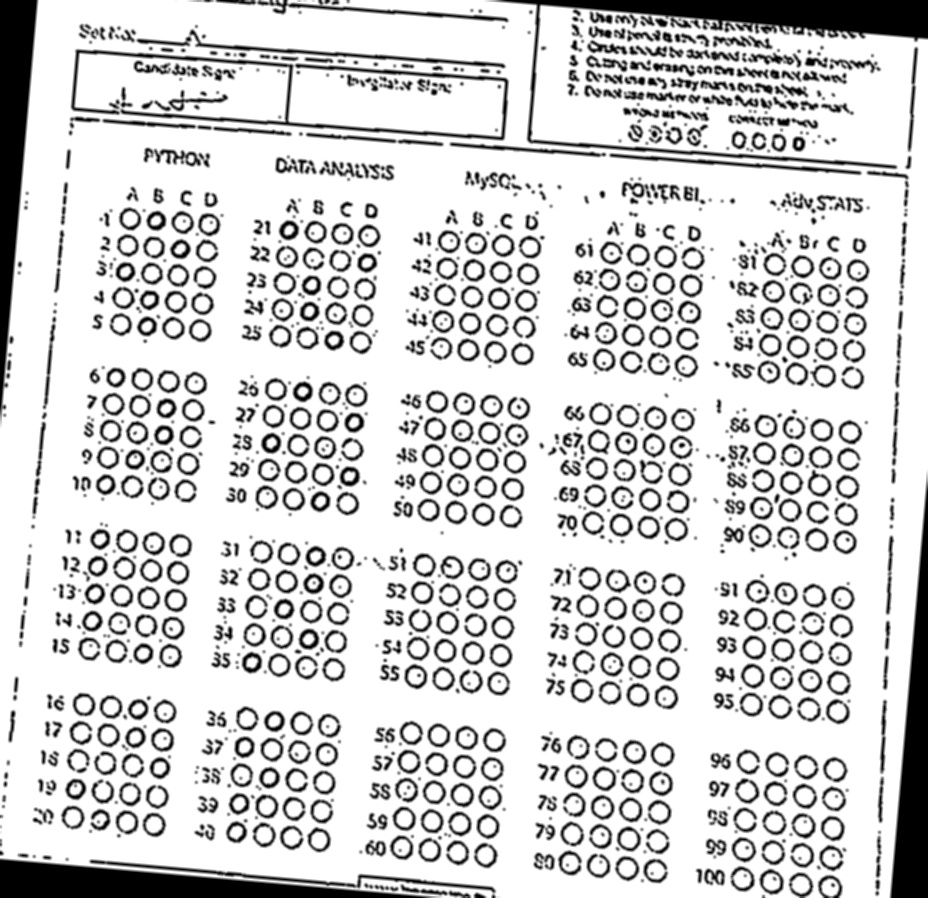 Set No: A
2. Use only blue/black ball point pen to fill the circles.
3. Use of pencil is strictly prohibited.
4. Circles should be darkened completely and properly.
5. Cutting and erasing on this sheet is not allowed.
6. Do not use any stray marks on the sheet.
7. Do not use marker or white fluid to hide the mark.
WRONG METHODS CORRECT METHOD
Candidate Sign: Invigilator Sign:
PYTHON DATA ANALYSIS MySQL POWER BI Adv. STATS
A B C D A B C D A B C D A B C D A B C D
1 21 41 61 81
2 22 42 62 82
3 23 43 63 83
4 24 44 64 84
5 25 45 65 85
6 26 46 66 86
7 27 47 67 87
8 28 48 68 88
9 29 49 69 89
10 30 50 70 90
11 31 51 71 91
12 32 52 72 92
13 33 53 73 93
14 34 54 74 94
15 35 55 75 95
16 36 56 76 96
17 37 57 77 97
18 38 58 78 98
19 39 59 79 99
20 40 60 80 100